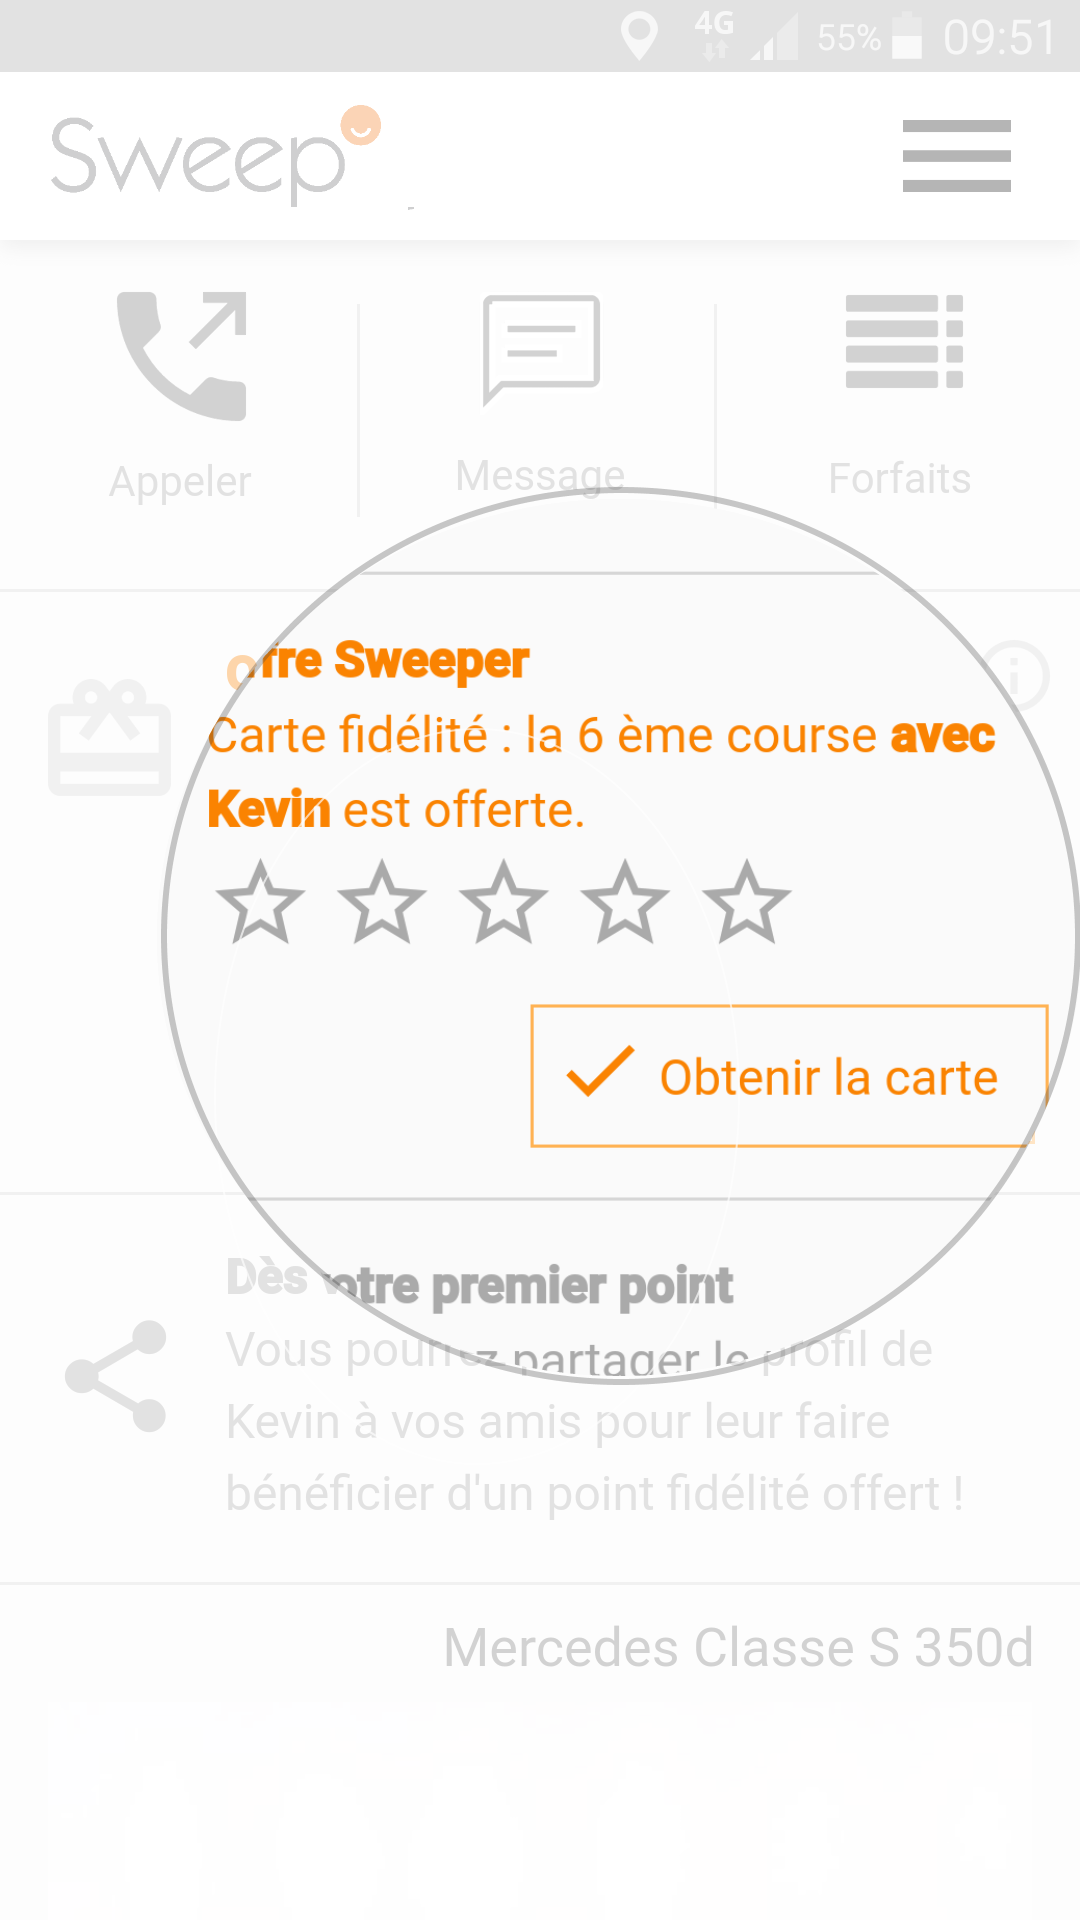 4G 55% 09:51
Sweep
Appeler Message Forfaits
offre Sweeper
Carte fidélité : la 6 ème course avec
Kevin est offerte.
Obtenir la carte
Dès votre premier point
Vous pourrez partager le profil de
Kevin à vos amis pour leur faire
bénéficier d'un point fidélité offert !
Mercedes Classe S 350d